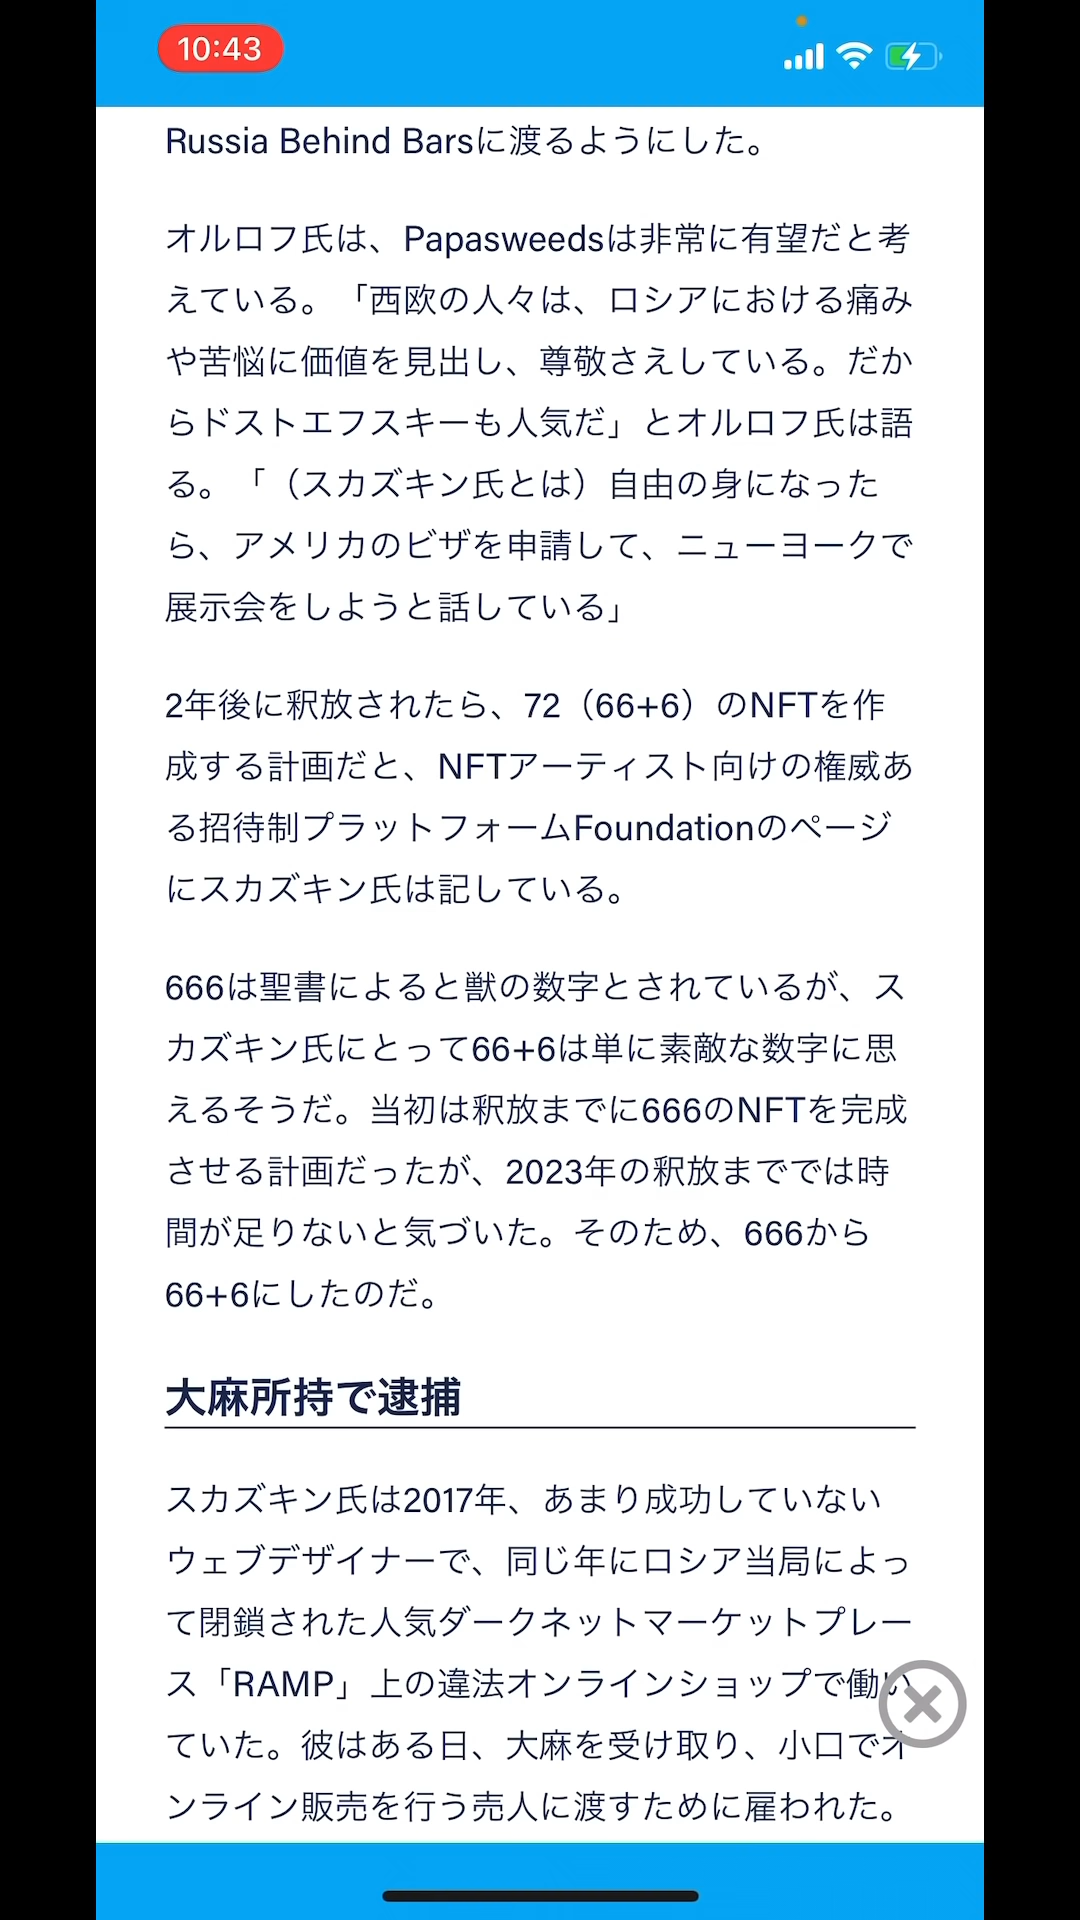 10:43
Russia Behind Barsに渡るようにした。
オルロフ氏は、Papasweedsは非常に有望だと考
えている。「西欧の人々は、ロシアにおける痛み
や苦悩に価値を見出し、尊敬さえしている。だか
らドストエフスキーも人気だ」とオルロフ氏は語
る。「（スカズキン氏とは）自由の身になった
ら、アメリカのビザを申請して、ニューヨークで
展示会をしようと話している」
2年後に釈放されたら、72（66+6）のNFTを作
成する計画だと、NFTアーティスト向けの権威あ
る招待制プラットフォームFoundationのページ
にスカズキン氏は記している。
666は聖書によると獣の数字とされているが、ス
カズキン氏にとって66+6は単に素敵な数字に思
えるそうだ。当初は釈放までに666のNFTを完成
させる計画だったが、2023年の釈放まででは時
間が足りないと気づいた。そのため、666から
66+6にしたのだ。
大麻所持で逮捕
スカズキン氏は2017年、あまり成功していない
ウェブデザイナーで、同じ年にロシア当局によっ
て閉鎖された人気ダークネットマーケットプレー
ス「RAMP」上の違法オンラインショップで働い
ていた。彼はある日、大麻を受け取り、小口でオ
ンライン販売を行う売人に渡すために雇われた。